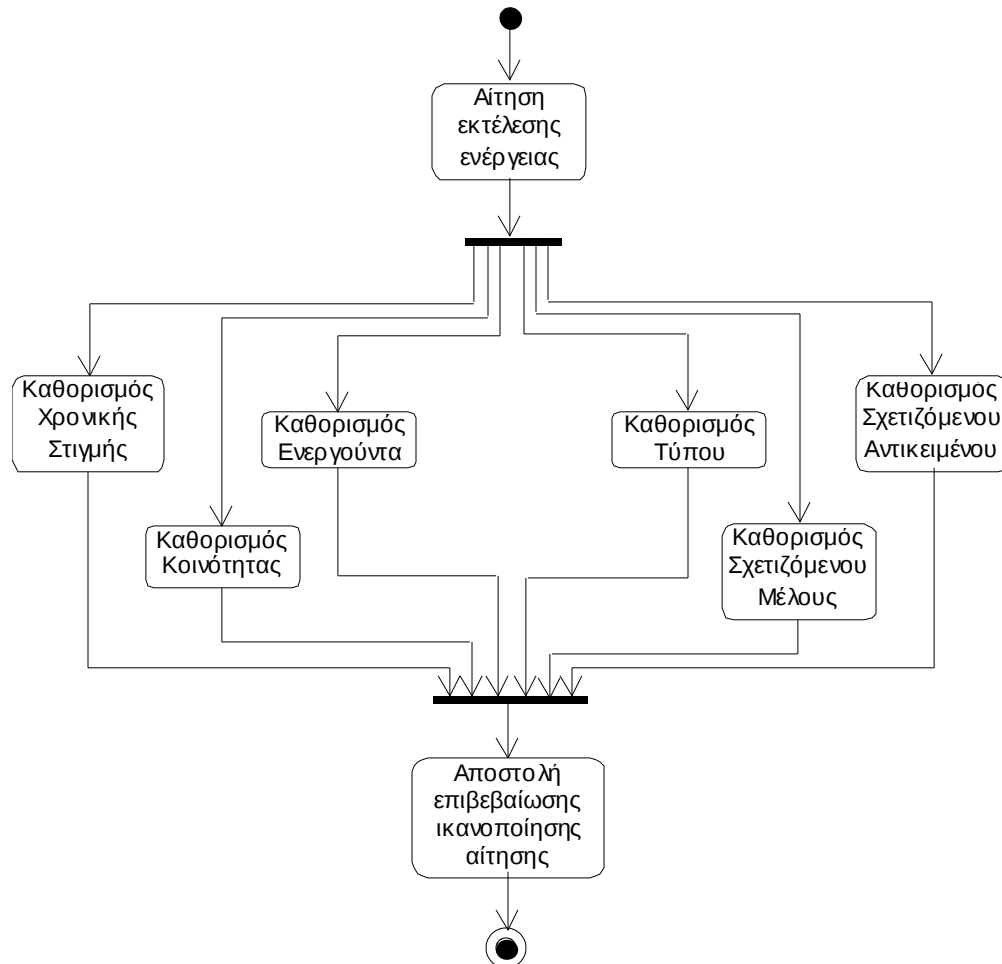 Αίτηση
εκτέλεσης
ενέργειας
Καθορισμός
Χρονικής
Στιγμής
Καθορισμός
Κοινότητας
Καθορισμός
Ενεργούντα
Καθορισμός
Τύπου
Καθορισμός
Σχετιζόμενου
Μέλους
Καθορισμός
Σχετιζόμενου
Αντικειμένου
Αποστολή
επιβεβαίωσης
ικανοποίησης
αίτησης